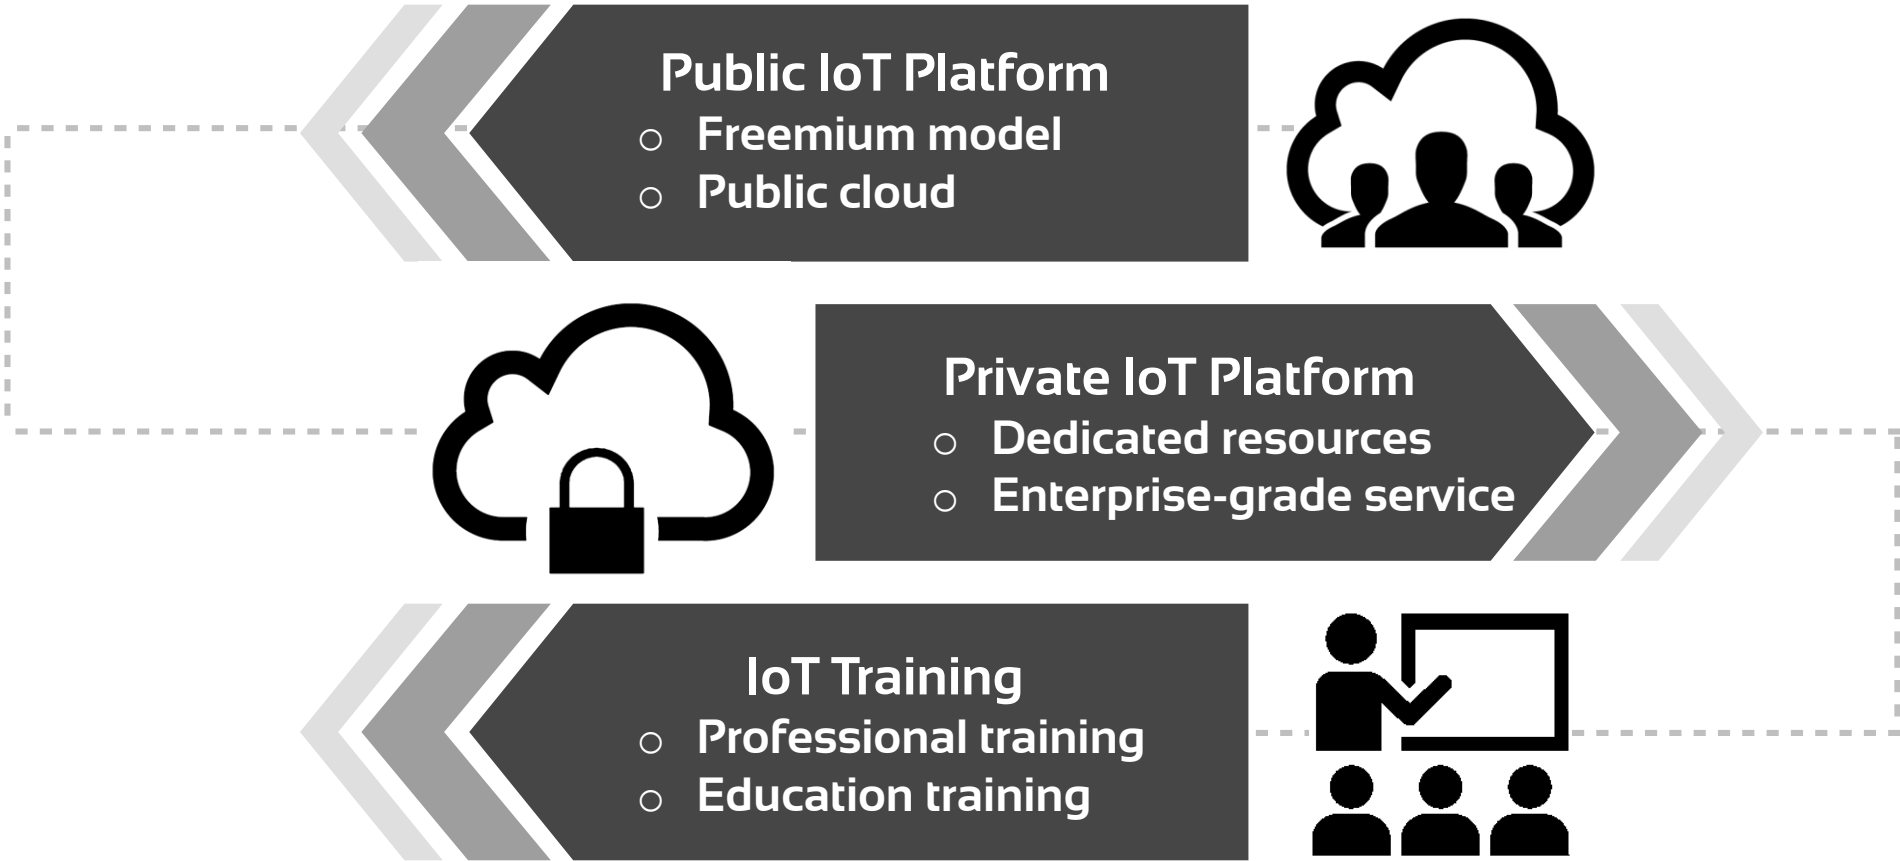 Public IoT Platform
○ Freemium model
○ Public cloud
Private IoT Platform
○ Dedicated resources
○ Enterprise-grade service
IoT Training
○ Professional training
○ Education training